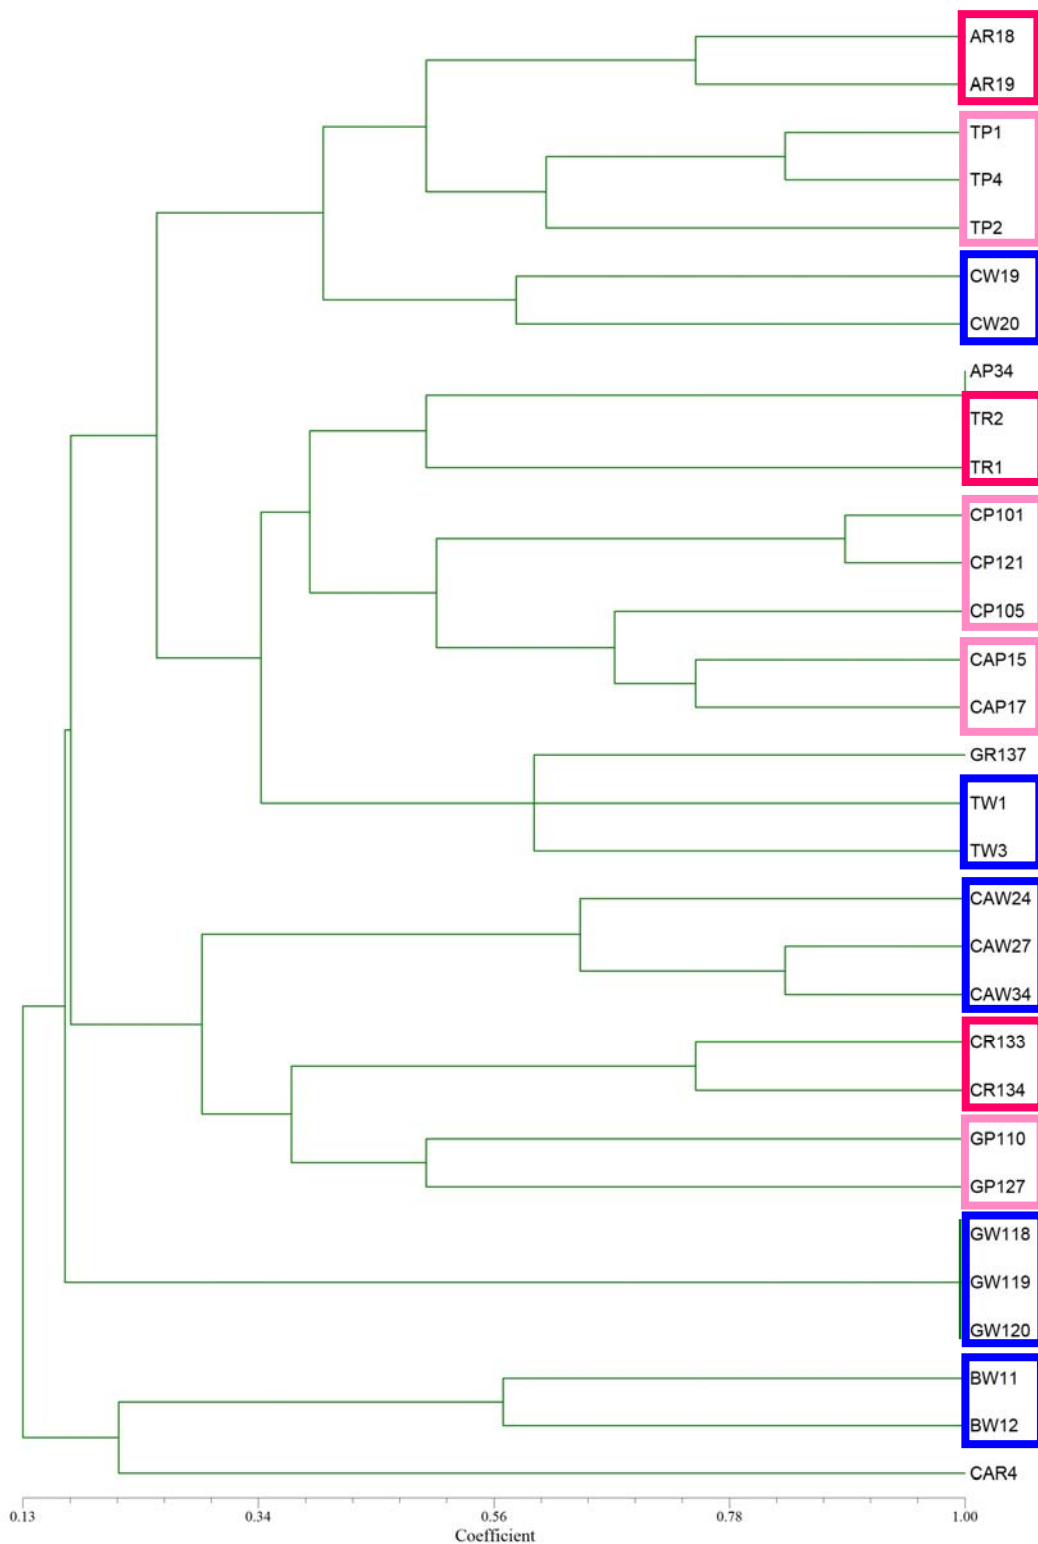 AR18
AR19
TP1
TP4
TP2
CW19
CW20
AP34
TR2
TR1
CP101
CP121
CP105
CAP15
CAP17
GR137
TW1
TW3
CAW24
CAW27
CAW34
CR133
CR134
GP110
GP127
GW118
GW119
GW120
BW11
BW12
CAR4
0.13 0.34 0.56 0.78 1.00
Coefficient